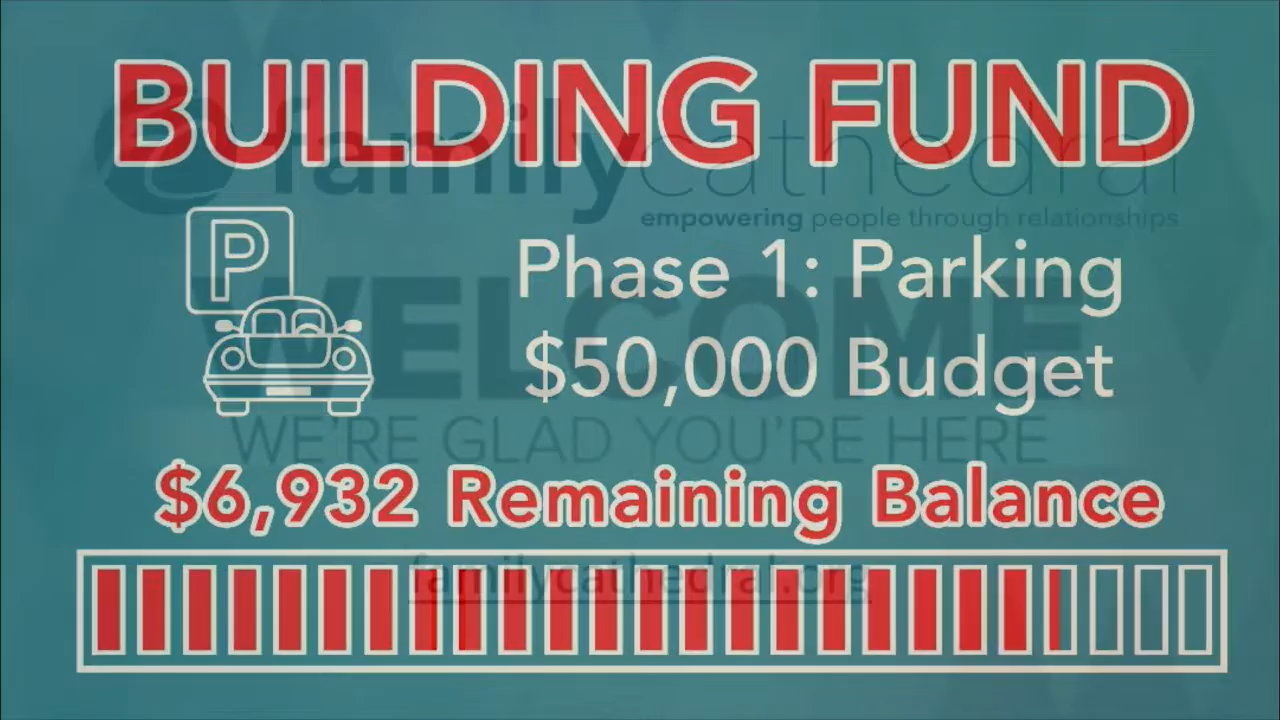 BUILDING FUND
familycathedral
empowering people through relationships
P
Phase 1: Parking
WELCOME
$50,000 Budget
WE'RE GLAD YOU'RE HERE
$6,932 Remaining Balance
familycathedral.org